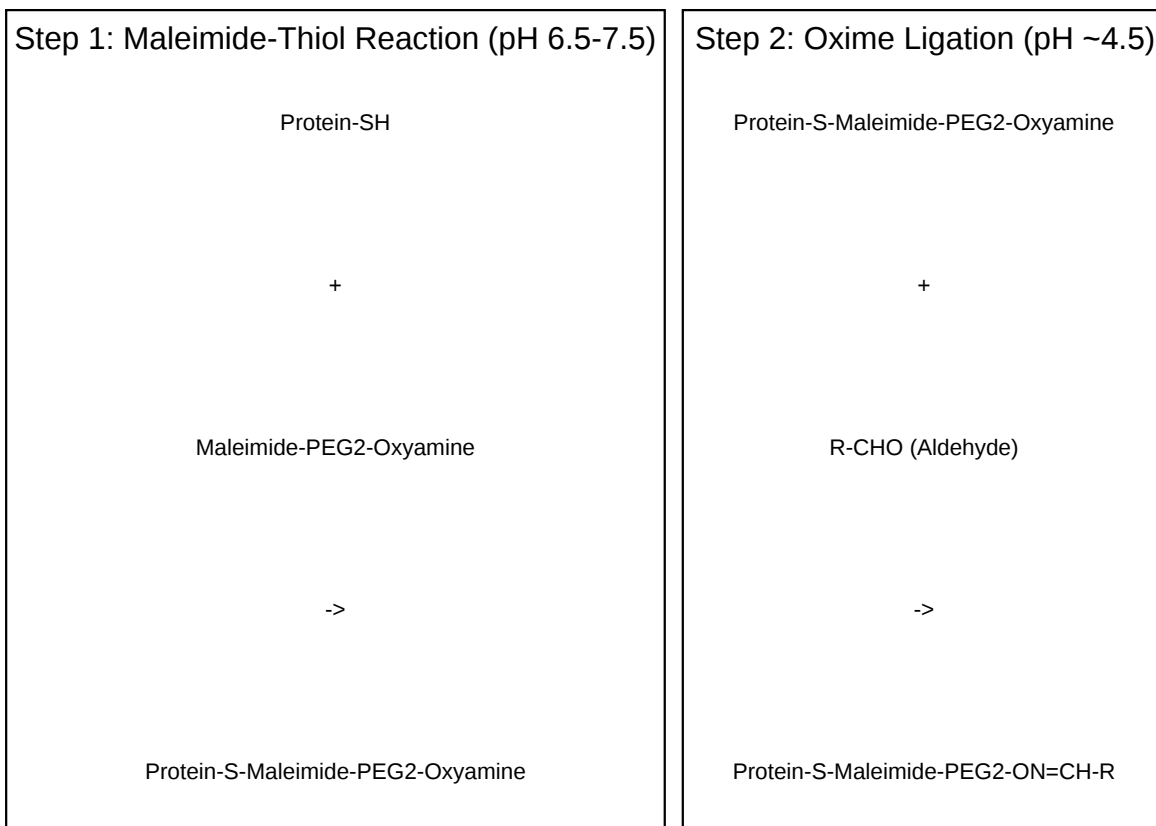 Step 1: Maleimide-Thiol Reaction (pH 6.5-7.5)
Protein-SH
+
Maleimide-PEG2-Oxyamine
->
Protein-S-Maleimide-PEG2-Oxyamine
Step 2: Oxime Ligation (pH ~4.5)
Protein-S-Maleimide-PEG2-Oxyamine
+
R-CHO (Aldehyde)
->
Protein-S-Maleimide-PEG2-ON=CH-R